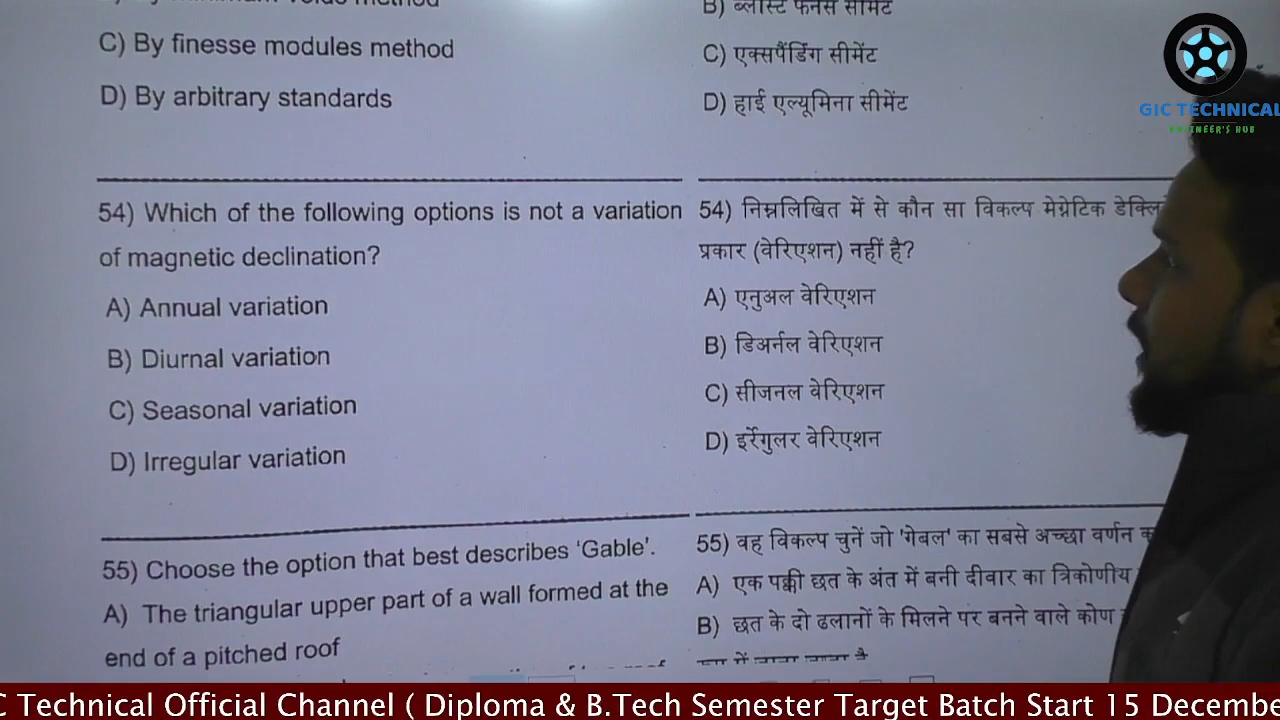 C) By finesse modules method
D) By arbitrary standards
54) Which of the following options is not a variation
of magnetic declination?
A) Annual variation
B) Diurnal variation
C) Seasonal variation
D) Irregular variation
55) Choose the option that best describes ‘Gable’.
A) The triangular upper part of a wall formed at the
end of a pitched roof
B) ब्लास्ट फर्नेस सीमेंट
C) एक्सपैंडिंग सीमेंट
D) हाई एल्यूमिना सीमेंट
54) निम्नलिखित में से कौन सा विकल्प मेग्नेटिक
प्रकार (वेरिएशन) नहीं है?
A) एनुअल वेरिएशन
B) डिअर्नल वेरिएशन
C) सीजनल वेरिएशन
D) इर्रेगुलर वेरिएशन
55) वह विकल्प चुनें जो 'गेबल' का सबसे अच्छा वर्णन
A) एक पक्की छत के अंत में बनी दीवार का त्रिकोणीय
B) छत के दो ढलानों के मिलने पर बनने वाले कोण
GIC TECHNICAL
ENGINEER'S HUB
C Technical Official Channel ( Diploma & B.Tech Semester Target Batch Start 15 Decembe